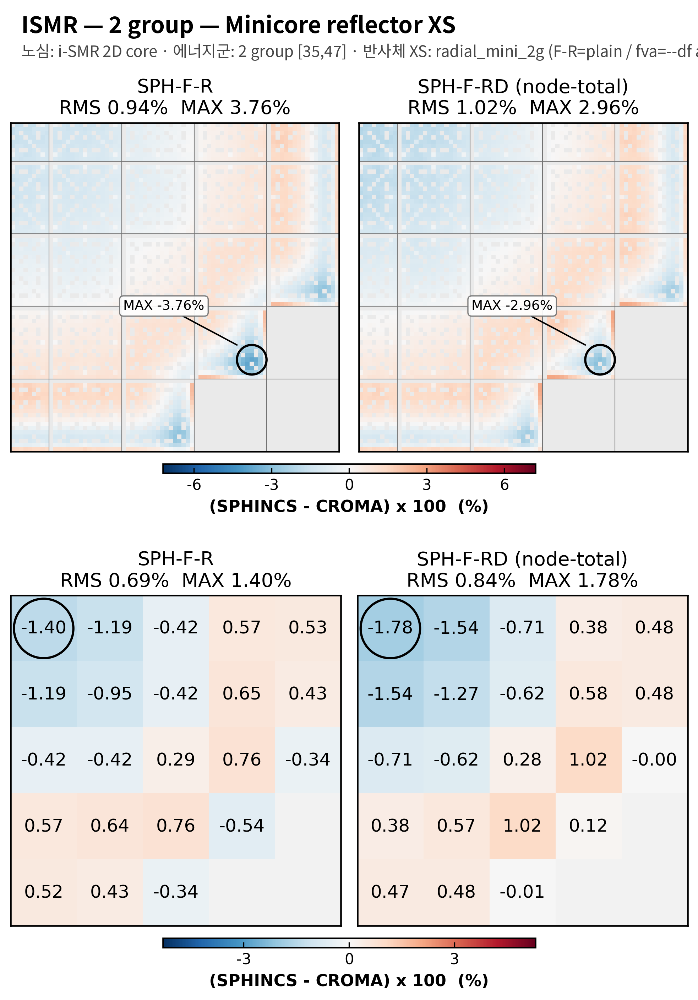 ISMR — 2 group — Minicore reflector XS
노심: i-SMR 2D core · 에너지군: 2 group [35,47] · 반사체 XS: radial_mini_2g (F-R=plain / fva=--df
SPH-F-R
RMS 0.94%  MAX 3.76%
SPH-F-RD (node-total)
RMS 1.02%  MAX 2.96%
MAX -3.76%
MAX -2.96%
-6 -3 0 3 6
(SPHINCS - CROMA) x 100  (%)
SPH-F-R
RMS 0.69%  MAX 1.40%
-1.40 -1.19 -0.42 0.57 0.53
-1.19 -0.95 -0.42 0.65 0.43
-0.42 -0.42 0.29 0.76 -0.34
0.57 0.64 0.76 -0.54
0.52 0.43 -0.34
SPH-F-RD (node-total)
RMS 0.84%  MAX 1.78%
-1.78 -1.54 -0.71 0.38 0.48
-1.54 -1.27 -0.62 0.58 0.48
-0.71 -0.62 0.28 1.02 -0.00
0.38 0.57 1.02 0.12
0.47 0.48 -0.01
-3 0 3
(SPHINCS - CROMA) x 100  (%)